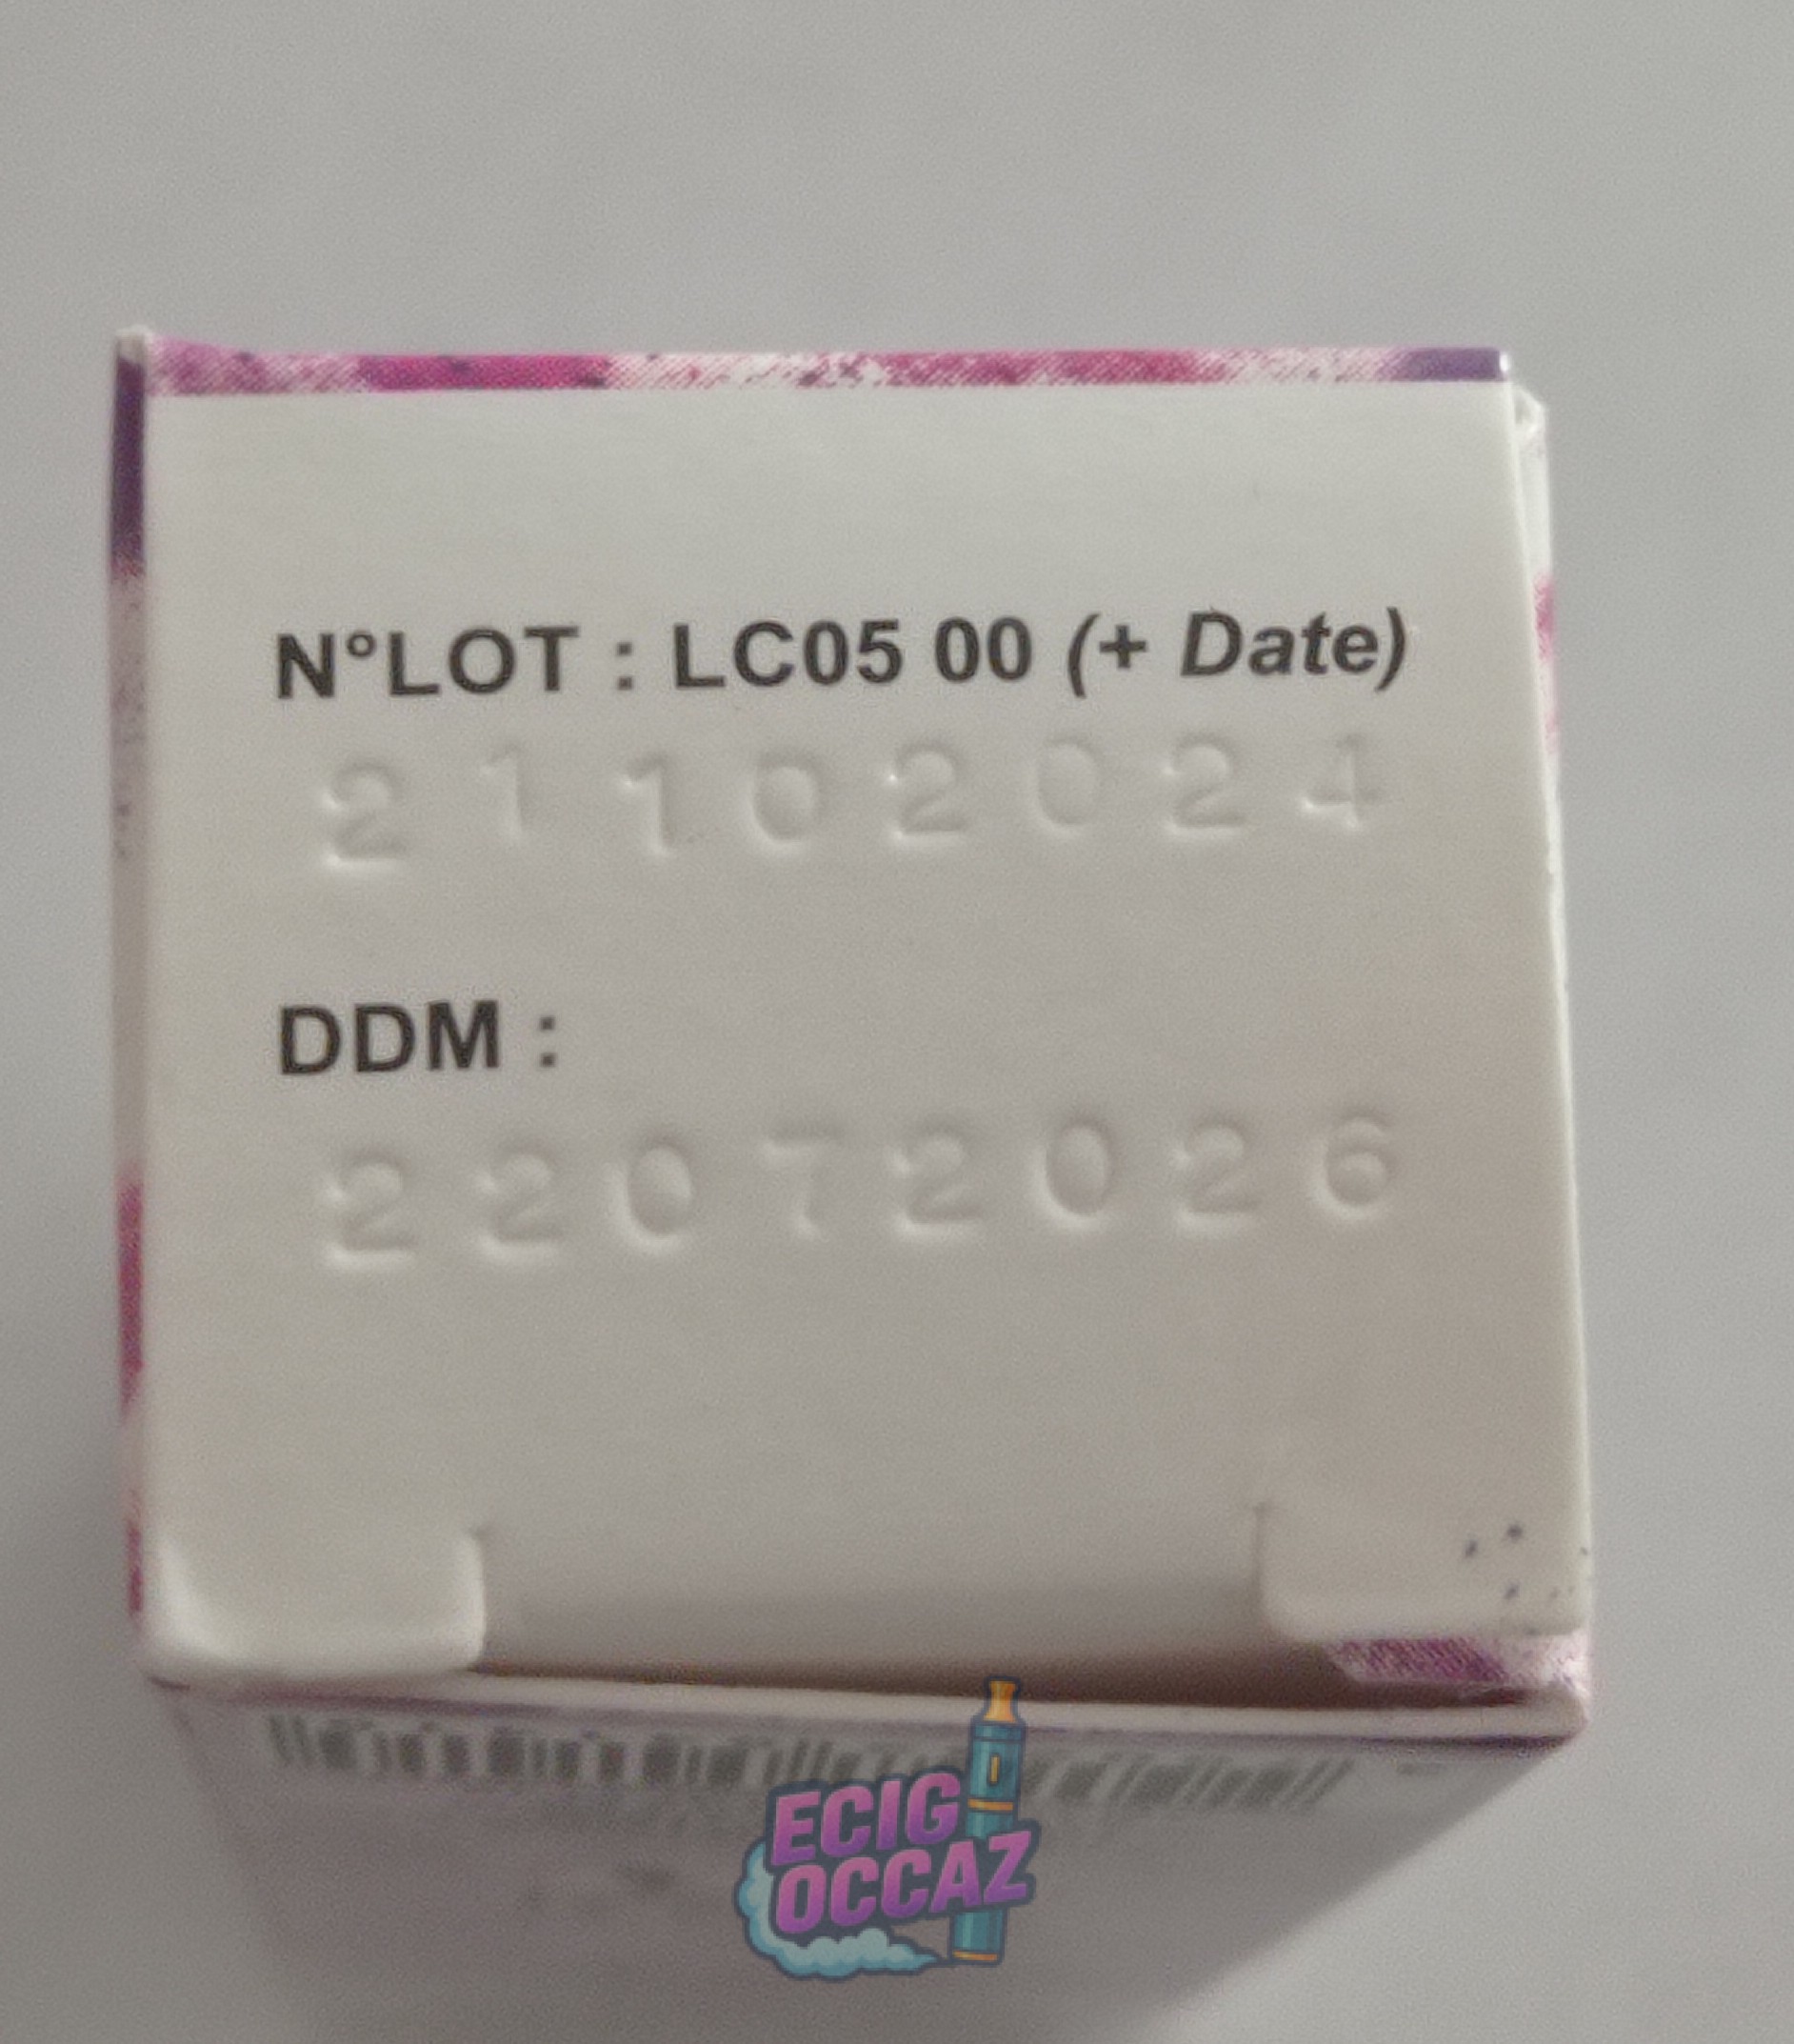 N°LOT : LC05 00 (+ Date)
21102024
DDM :
22072026
ECIG
OCCAZ